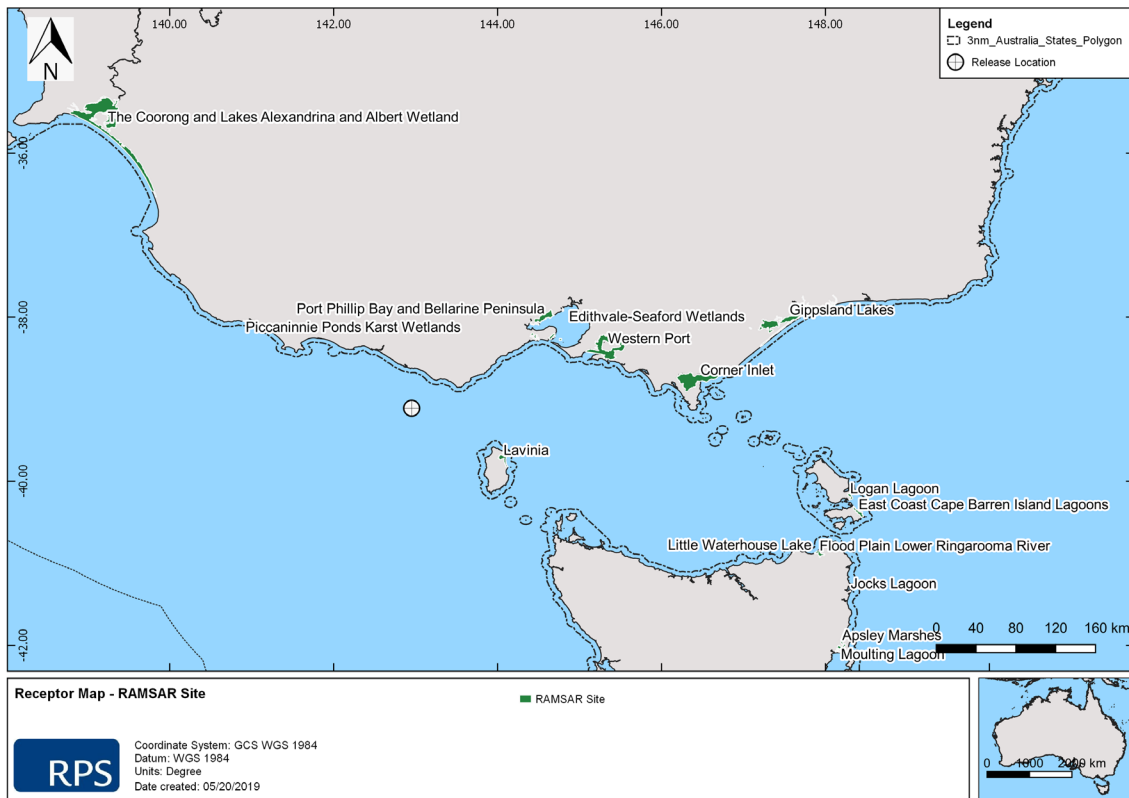 140.00
142.00
144.00
146.00
148.00
Legend
3nm_Australia_States_Polygon
Release Location
N
The Coorong and Lakes Alexandrina and Albert Wetland
-36.00
-38.00
-40.00
-42.00
Port Phillip Bay and Bellarine Peninsula
Edithvale-Seaford Wetlands
Gippsland Lakes
Piccaninnie Ponds Karst Wetlands
Western Port
Corner Inlet
Lavinia
Logan Lagoon
East Coast Cape Barren Island Lagoons
Little Waterhouse Lake
Flood Plain Lower Ringarooma River
Jocks Lagoon
0 40 80 120 160 km
Apsley Marshes
Moulting Lagoon
Receptor Map - RAMSAR Site
RAMSAR Site
RPS
Coordinate System: GCS WGS 1984
Datum: WGS 1984
Units: Degree
Date created: 05/20/2019
0 1000 2000 km